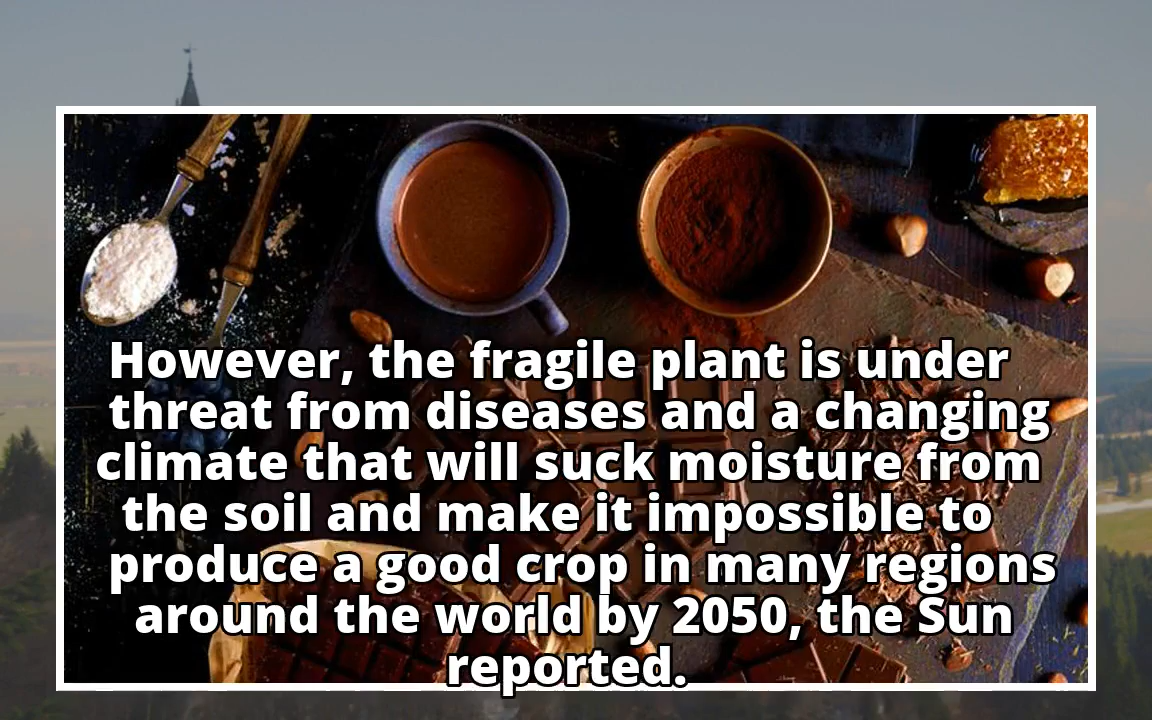 However, the fragile plant is under
threat from diseases and a changing
climate that will suck moisture from
the soil and make it impossible to
produce a good crop in many regions
around the world by 2050, the Sun
reported.